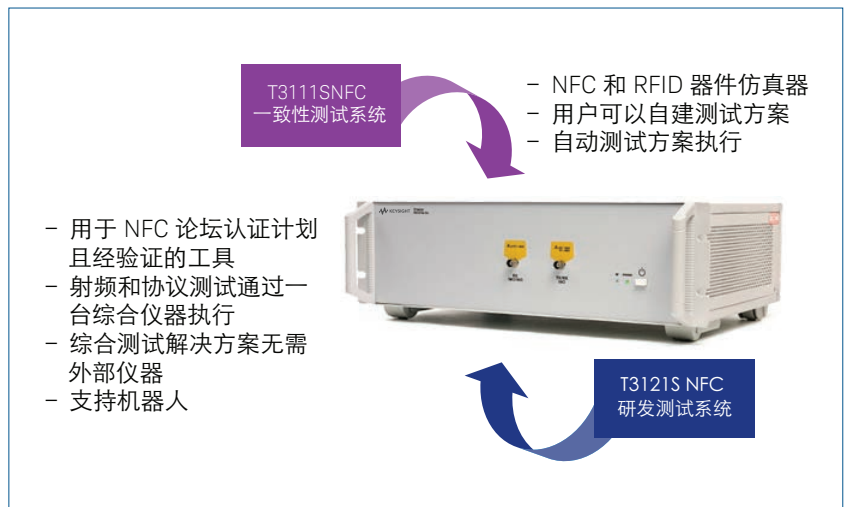 T3111SNFC
一致性测试系统
– NFC 和 RFID 器件仿真器
– 用户可以自建测试方案
– 自动测试方案执行
KEYSIGHT
– 用于 NFC 论坛认证计划
且经验证的工具
– 射频和协议测试通过一
台综合仪器执行
– 综合测试解决方案无需
外部仪器
– 支持机器人
T3121S NFC
研发测试系统